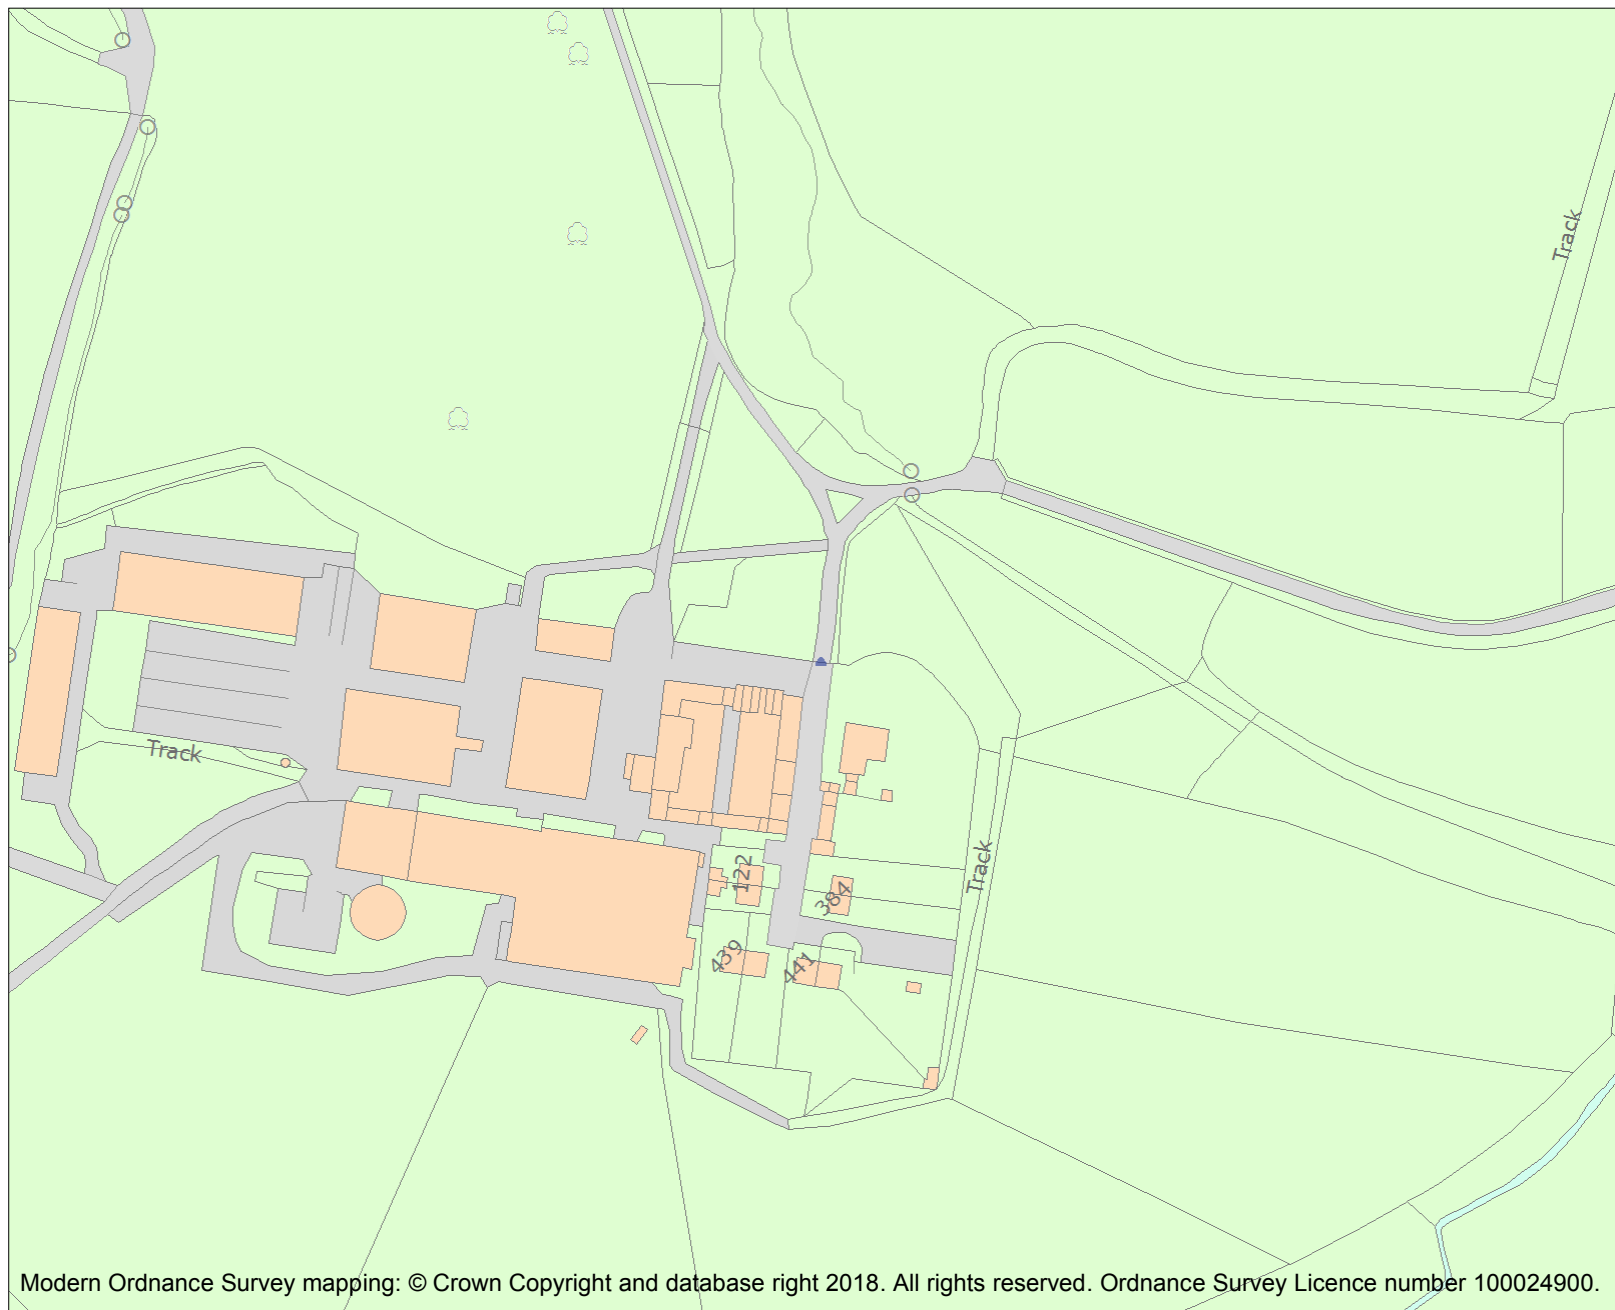 Track
Track
122
Track
384
439
441
Modern Ordnance Survey mapping: © Crown Copyright and database right 2018. All rights reserved. Ordnance Survey Licence number 100024900.